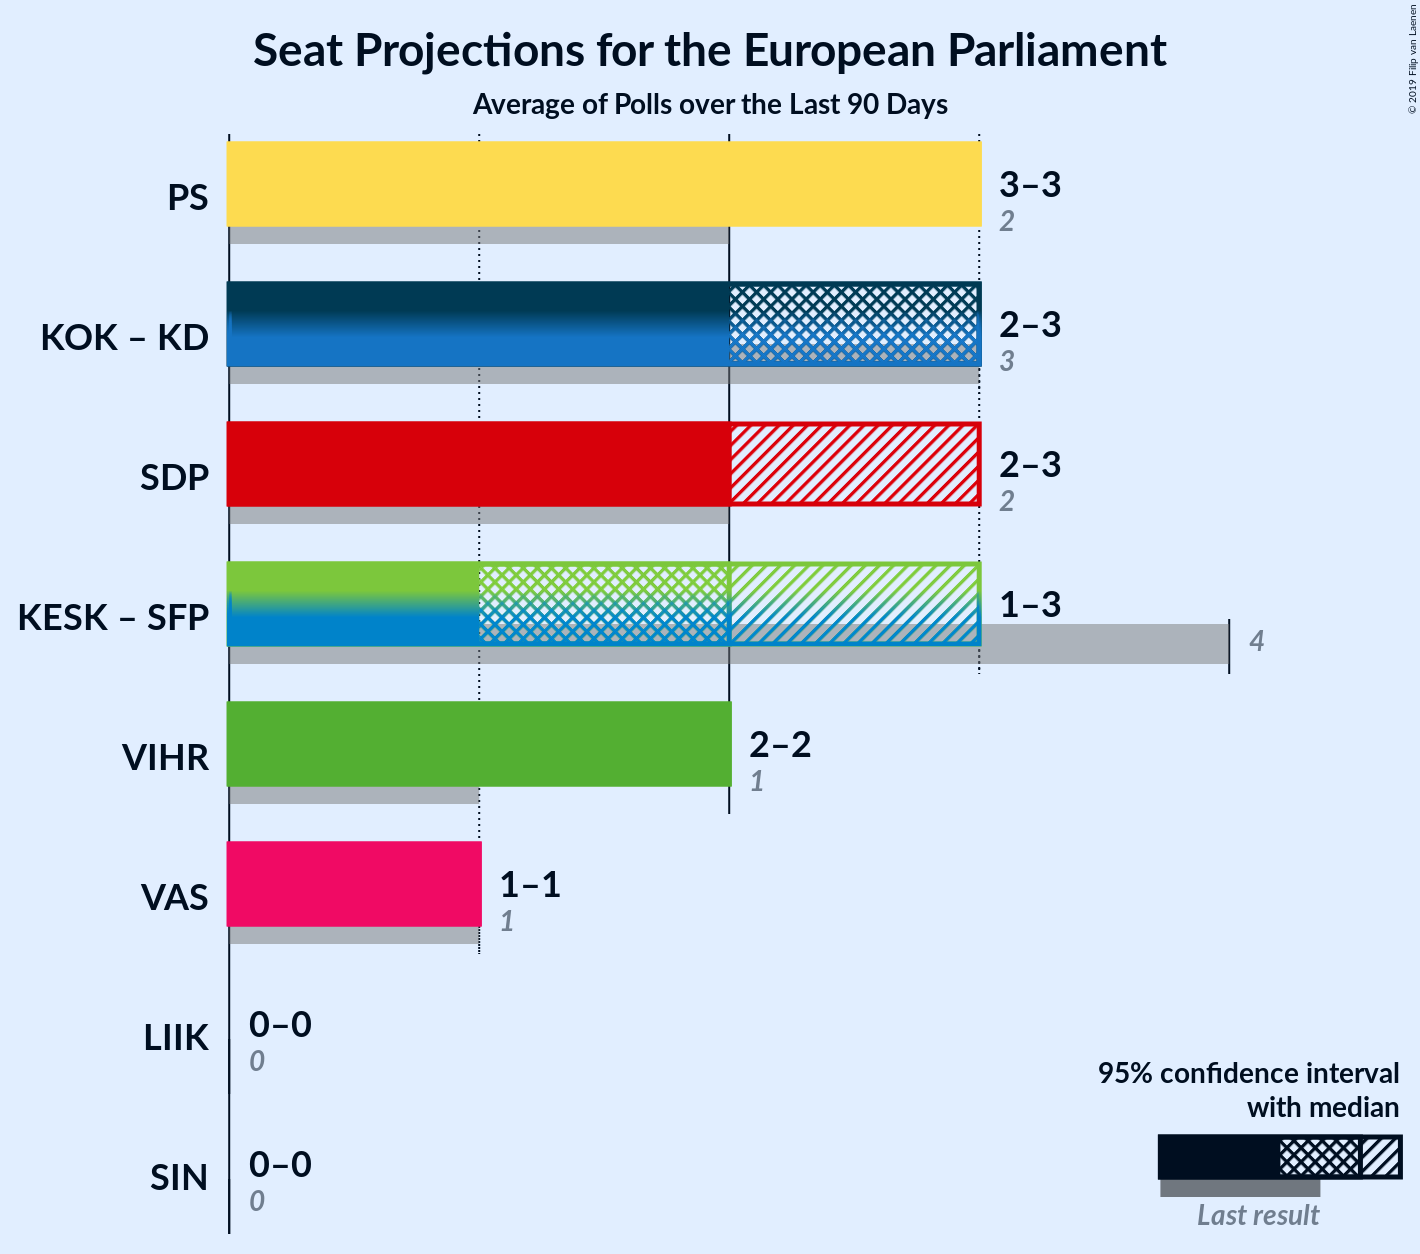 Seat Projections for the European Parliament
Average of Polls over the Last 90 Days
© 2019 Filip van Laenen
PS
3–3
2
KOK – KD
2–3
3
SDP
2–3
2
KESK – SFP
1–3
4
VIHR
2–2
1
VAS
1–1
1
LIIK
0–0
0
SIN
0–0
0
95% confidence interval
with median
Last result